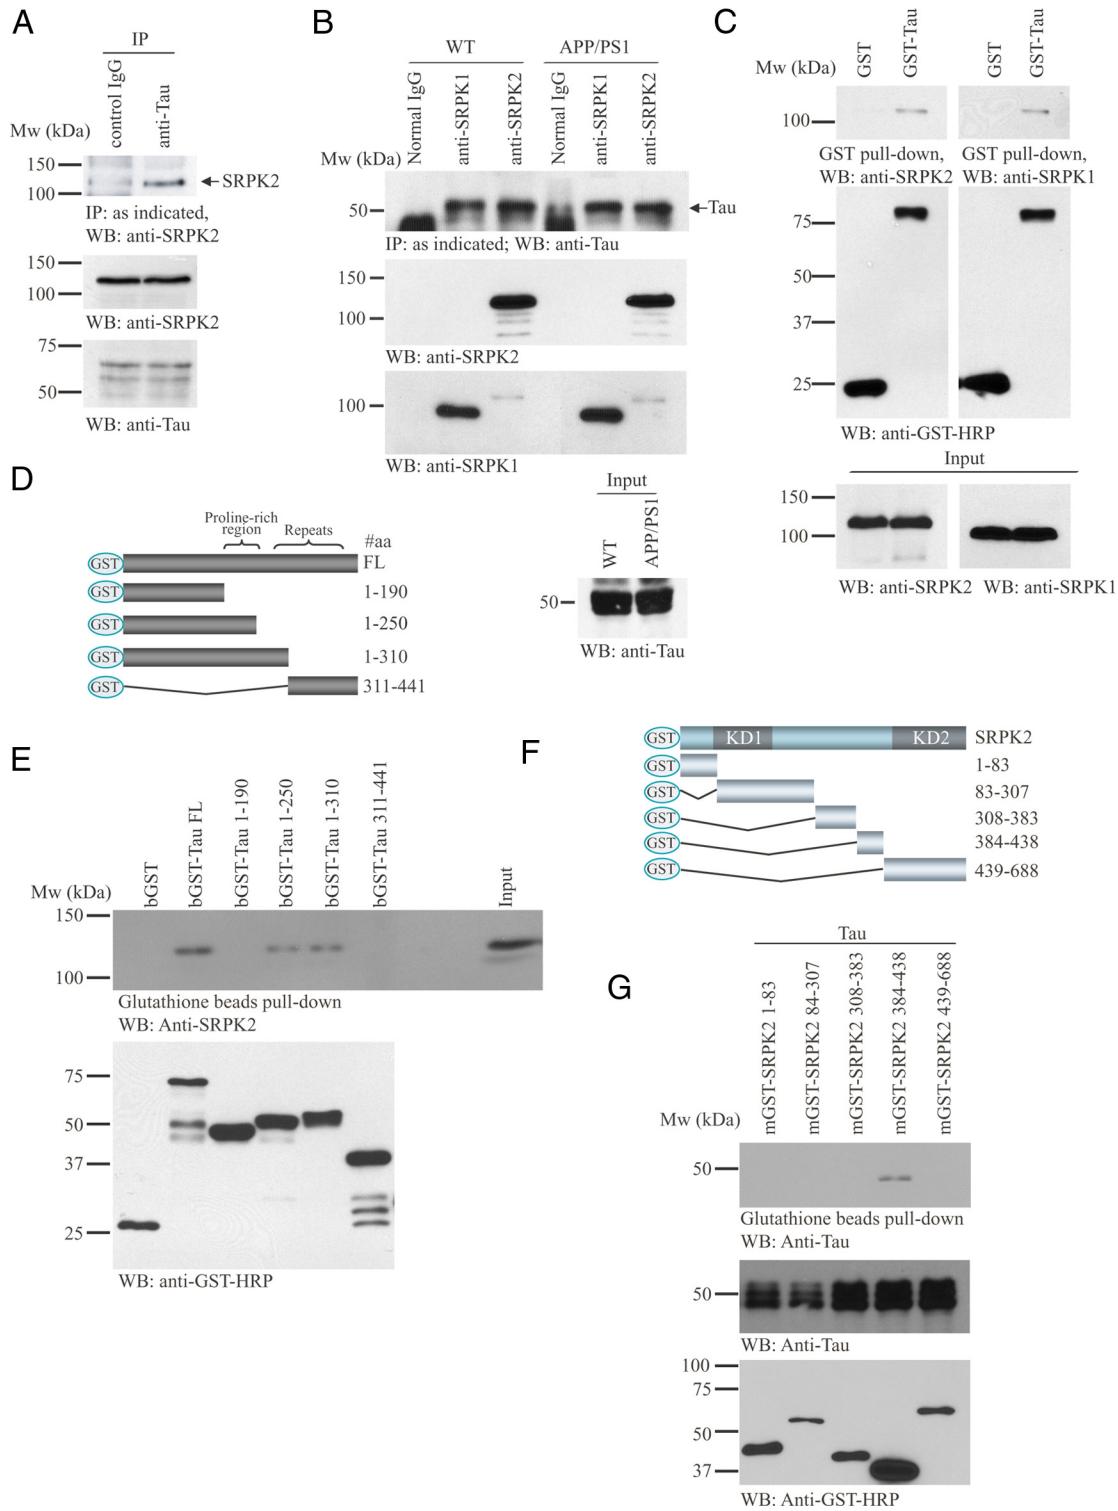 A
IP
control IgG
anti-Tau
Mw (kDa)
150
100
SRPK2
IP: as indicated,
WB: anti-SRPK2
150
100
WB: anti-SRPK2
75
50
WB: anti-Tau
B
WT
APP/PS1
Normal IgG
anti-SRPK1
anti-SRPK2
Normal IgG
anti-SRPK1
anti-SRPK2
Mw (kDa)
50
Tau
IP: as indicated; WB: anti-Tau
150
100
WB: anti-SRPK2
100
WB: anti-SRPK1
Input
WT
APP/PS1
50
WB: anti-Tau
C
GST
GST-Tau
GST
GST-Tau
Mw (kDa)
100
GST pull-down,
WB: anti-SRPK2
GST pull-down,
WB: anti-SRPK1
75
50
37
25
WB: anti-GST-HRP
Input
150
100
WB: anti-SRPK2
WB: anti-SRPK1
D
Proline-rich
region
Repeats
#aa
GST
FL
GST
1-190
GST
1-250
GST
1-310
GST
311-441
E
bGST
bGST-Tau FL
bGST-Tau 1-190
bGST-Tau 1-250
bGST-Tau 1-310
bGST-Tau 311-441
Input
Mw (kDa)
150
100
Glutathione beads pull-down
WB: Anti-SRPK2
75
50
37
25
WB: anti-GST-HRP
F
GST
KD1
KD2
SRPK2
GST
1-83
GST
83-307
GST
308-383
GST
384-438
GST
439-688
G
Tau
mGST-SRPK2 1-83
mGST-SRPK2 84-307
mGST-SRPK2 308-383
mGST-SRPK2 384-438
mGST-SRPK2 439-688
Mw (kDa)
50
Glutathione beads pull-down
WB: Anti-Tau
50
WB: Anti-Tau
100
75
50
37
WB: Anti-GST-HRP